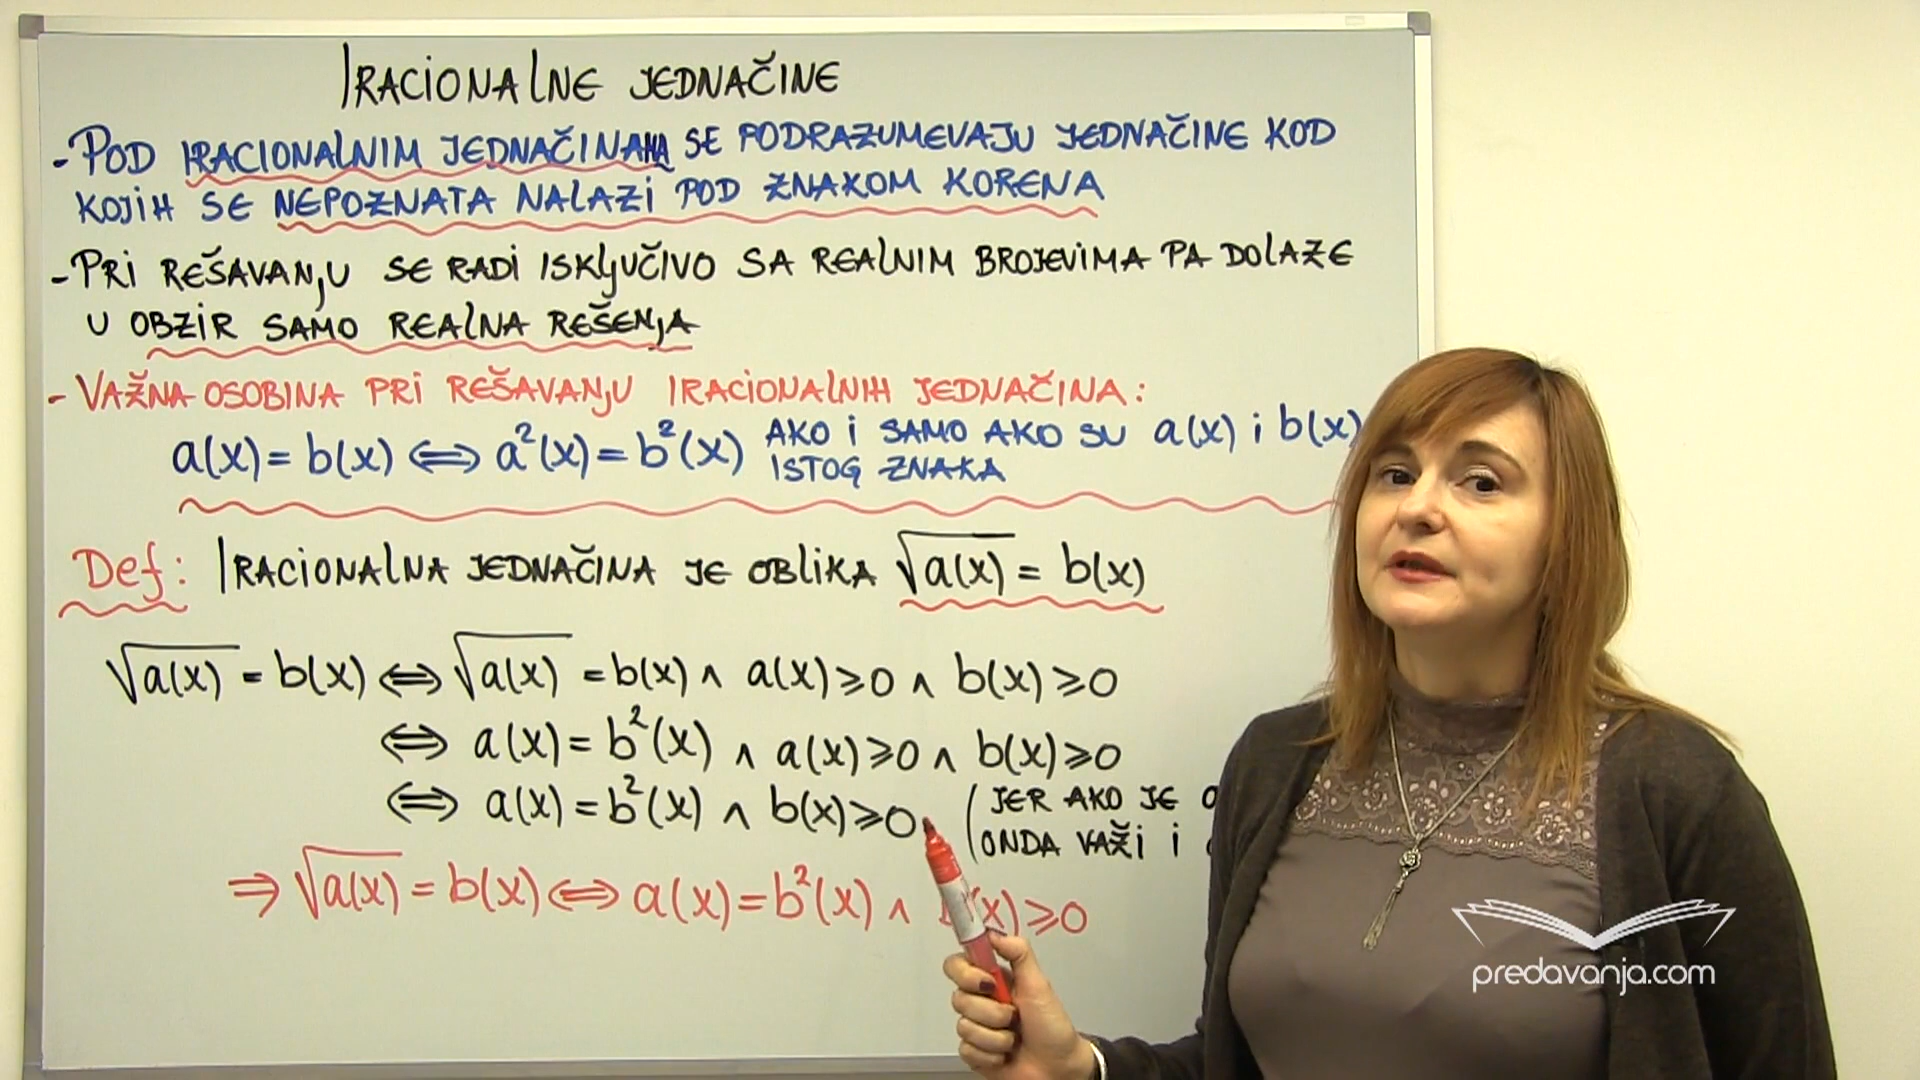 IRACIONALNE JEDNAČINE
- POD IRACIONALNIM JEDNAČINAMA SE PODRAZUMEVAJU JEDNAČINE KOD
KOJIH SE NEPOZNATA NALAZI POD ZNAKOM KORENA
- PRI REŠAVANJU SE RADI ISKLJUČIVO SA REALNIM BROJEVIMA PA DOLAZE
U OBZIR SAMO REALNA REŠENJA
- VAŽNA OSOBINA PRI REŠAVANJU IRACIONALNIH JEDNAČINA:
a(x) = b(x) ⇔ a²(x) = b²(x) AKO I SAMO AKO SU a(x) i b(x)
ISTOG ZNAKA
Def: IRACIONALNA JEDNAČINA JE OBLIKA √a(x) = b(x)
√a(x) = b(x) ⇔ √a(x) = b(x) ∧ a(x) ≥ 0 ∧ b(x) ≥ 0
⇔ a(x) = b²(x) ∧ a(x) ≥ 0 ∧ b(x) ≥ 0
⇔ a(x) = b²(x) ∧ b(x) ≥ 0 (JER AKO JE
ONDA VAŽI I
⇒ √a(x) = b(x) ⇔ a(x) = b²(x) ∧ b(x) ≥ 0
predavanja.com